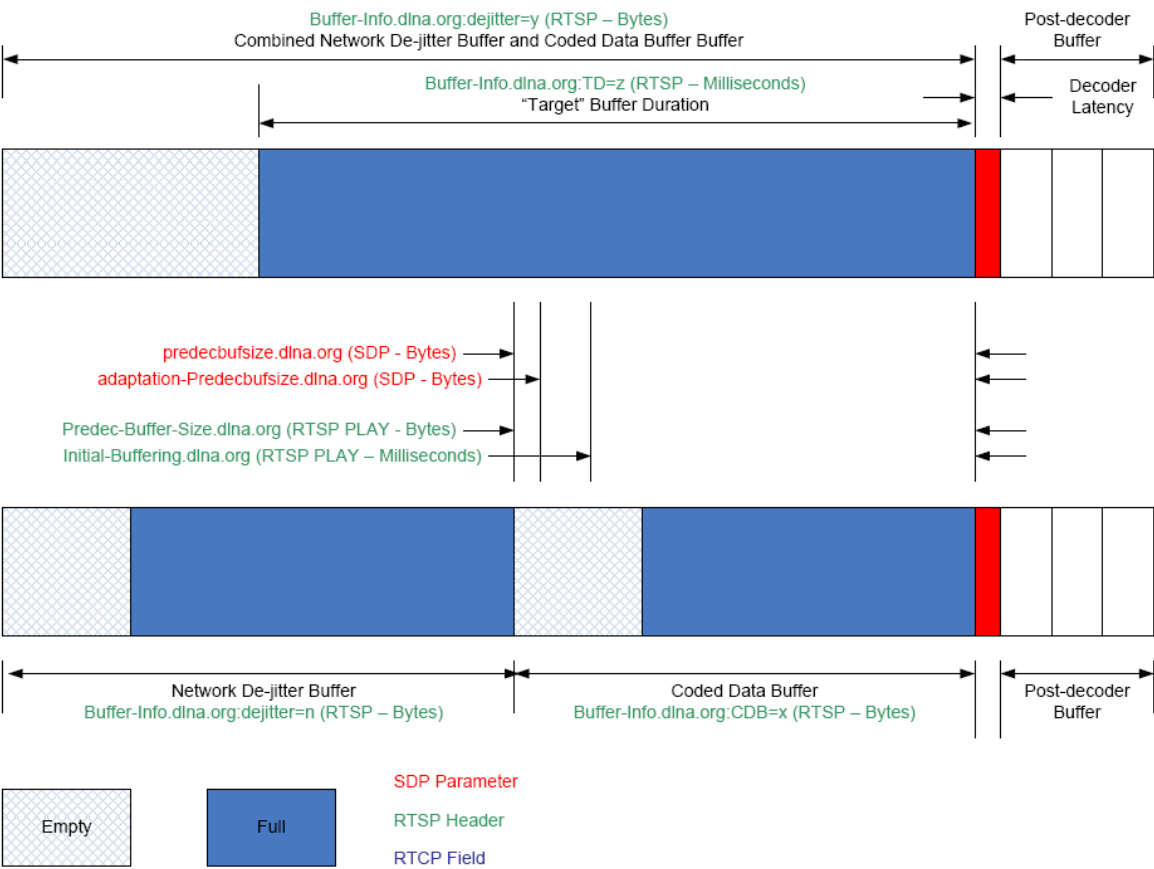 Buffer-Info.dlna.org:dejitter=y (RTSP – Bytes)
Combined Network De-jitter Buffer and Coded Data Buffer Buffer
Post-decoder
Buffer
Buffer-Info.dlna.org:TD=z (RTSP – Milliseconds)
“Target” Buffer Duration
Decoder
Latency
predecbufsize.dlna.org (SDP - Bytes)
adaptation-Predecbufsize.dlna.org (SDP - Bytes)
Predec-Buffer-Size.dlna.org (RTSP PLAY - Bytes)
Initial-Buffering.dlna.org (RTSP PLAY – Milliseconds)
Network De-jitter Buffer
Buffer-Info.dlna.org:dejitter=n (RTSP – Bytes)
Coded Data Buffer
Buffer-Info.dlna.org:CDB=x (RTSP – Bytes)
Post-decoder
Buffer
Empty
Full
SDP Parameter
RTSP Header
RTCP Field